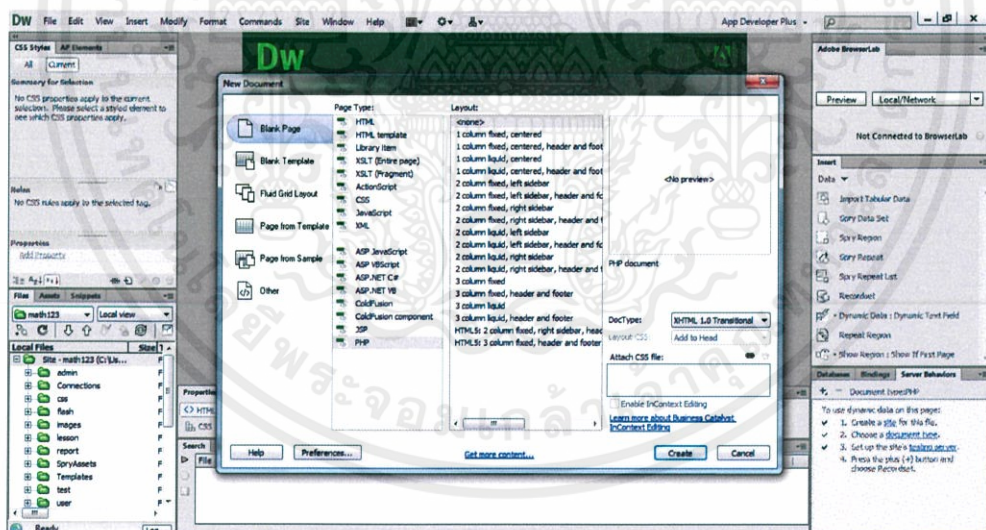 DW File Edit View Insert Modify Format Commands Site Window Help App Developer Plus
CSS Styles AP Elements
All Current
Summary for Selection
No CSS properties apply to the current
selection. Please select a styled element to
see which CSS properties apply.
Rules
No CSS rules apply to the selected tag.
Properties
Add Property
Files Assets Snippets
math123 Local view
Local Files Size
Site - math123 (C:\Us...
admin F
Connections F
css F
flash F
images F
lesson F
report F
SpryAssets F
Templates F
test F
user F
Ready Log...
Dw
New Document
Blank Page
Blank Template
Fluid Grid Layout
Page from Template
Page from Sample
Other
Page Type:
HTML
HTML template
Library Item
XSLT (Entire page)
XSLT (Fragment)
ActionScript
CSS
JavaScript
XML
ASP JavaScript
ASP VBScript
ASP.NET C#
ASP.NET VB
ColdFusion
ColdFusion component
JSP
PHP
Layout:
<none>
1 column fixed, centered
1 column fixed, centered, header and foot
1 column liquid, centered
1 column liquid, centered, header and foot
2 column fixed, left sidebar
2 column fixed, left sidebar, header and fo
2 column fixed, right sidebar
2 column fixed, right sidebar, header and f
2 column liquid, left sidebar
2 column liquid, left sidebar, header and fo
2 column liquid, right sidebar
2 column liquid, right sidebar, header and f
3 column fixed
3 column fixed, header and footer
3 column liquid
3 column liquid, header and footer
HTML5: 2 column fixed, right sidebar, head
HTML5: 3 column fixed, header and footer
<No preview>
PHP document
DocType: XHTML 1.0 Transitional
Layout CSS: Add to Head
Attach CSS file:
Enable InContext Editing
Learn more about Business Catalyst
InContext Editing
Help Preferences... Get more content... Create Cancel
Properties
<> HTML
CSS
Search
File
Adobe BrowserLab
Preview Local/Network
Not Connected to BrowserLab
Insert
Data
Import Tabular Data
Spry Data Set
Spry Region
Spry Repeat
Spry Repeat List
Recordset
Dynamic Data : Dynamic Text Field
Repeat Region
Show Region : Show If First Page
Databases Bindings Server Behaviors
Document type:PHP
To use dynamic data on this page:
1. Create a site for this file.
2. Choose a document type.
3. Set up the site's testing server.
4. Press the plus (+) button and
choose Recordset.